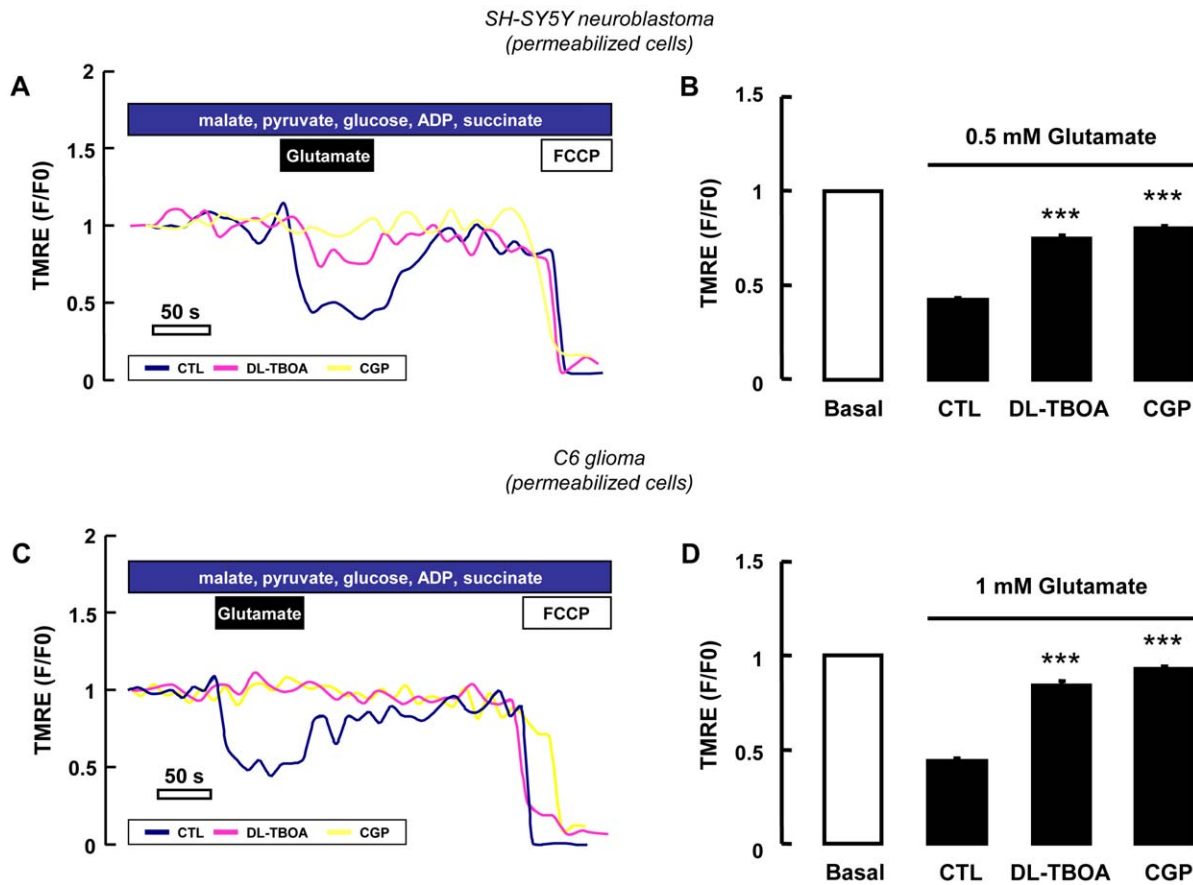 SH-SY5Y neuroblastoma
(permeabilized cells)
A
2
1.5
1
0.5
0
TMRE (F/F0)
malate, pyruvate, glucose, ADP, succinate
Glutamate
FCCP
50 s
CTL DL-TBOA CGP
B
1.5
1
0.5
0
TMRE (F/F0)
0.5 mM Glutamate
***
***
Basal CTL DL-TBOA CGP
C6 glioma
(permeabilized cells)
C
2
1.5
1
0.5
0
TMRE (F/F0)
malate, pyruvate, glucose, ADP, succinate
Glutamate
FCCP
50 s
CTL DL-TBOA CGP
D
1.5
1
0.5
0
TMRE (F/F0)
1 mM Glutamate
***
***
Basal CTL DL-TBOA CGP